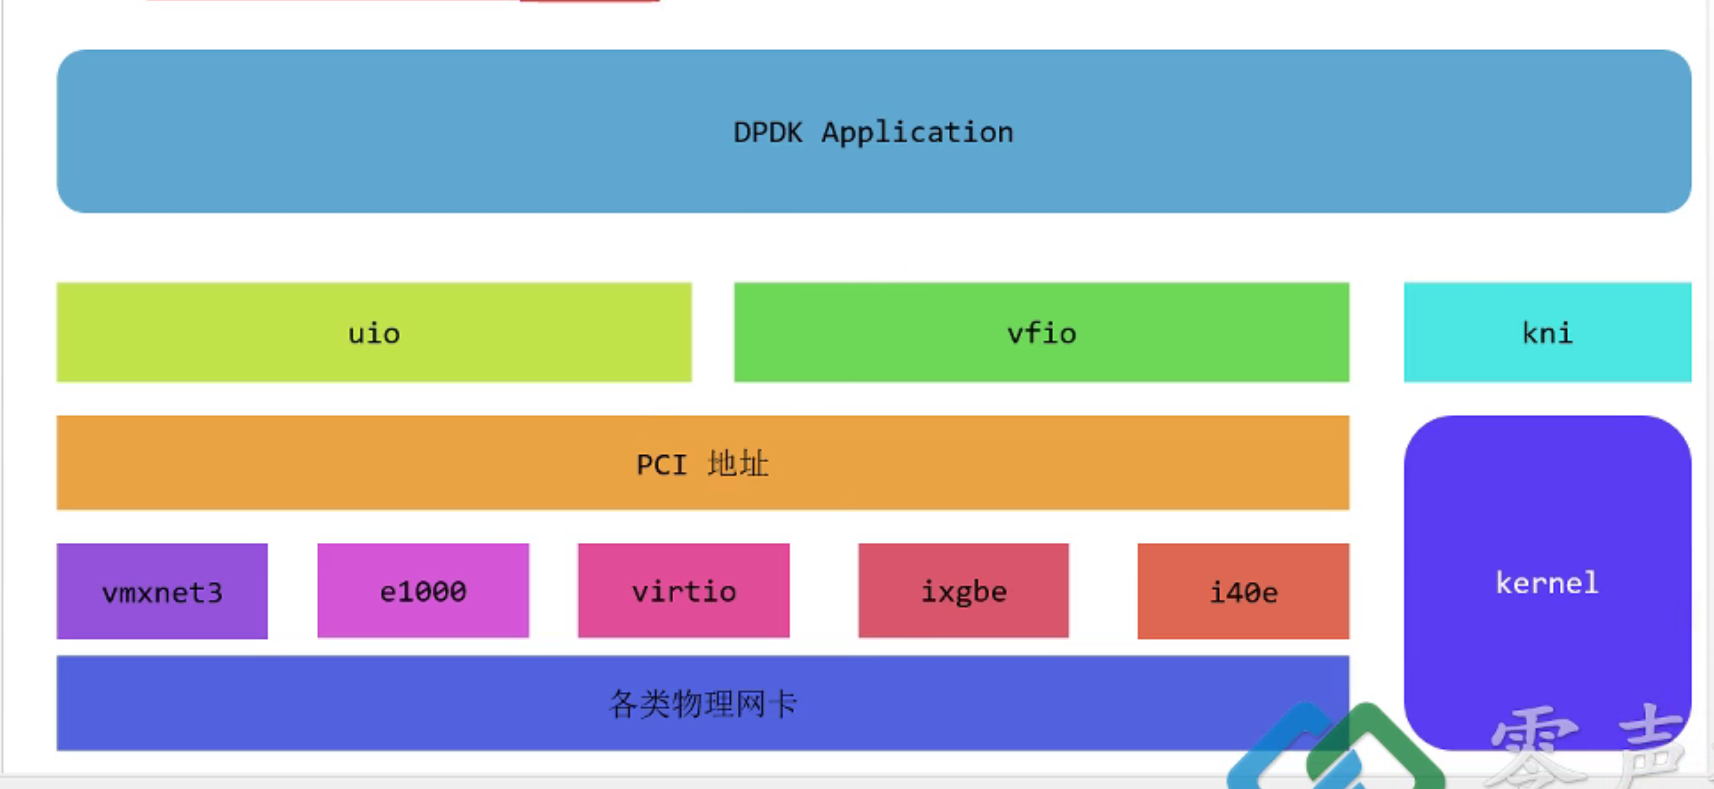 DPDK Application
uio
vfio
kni
PCI 地址
vmxnet3
e1000
virtio
ixgbe
i40e
kernel
各类物理网卡
零声